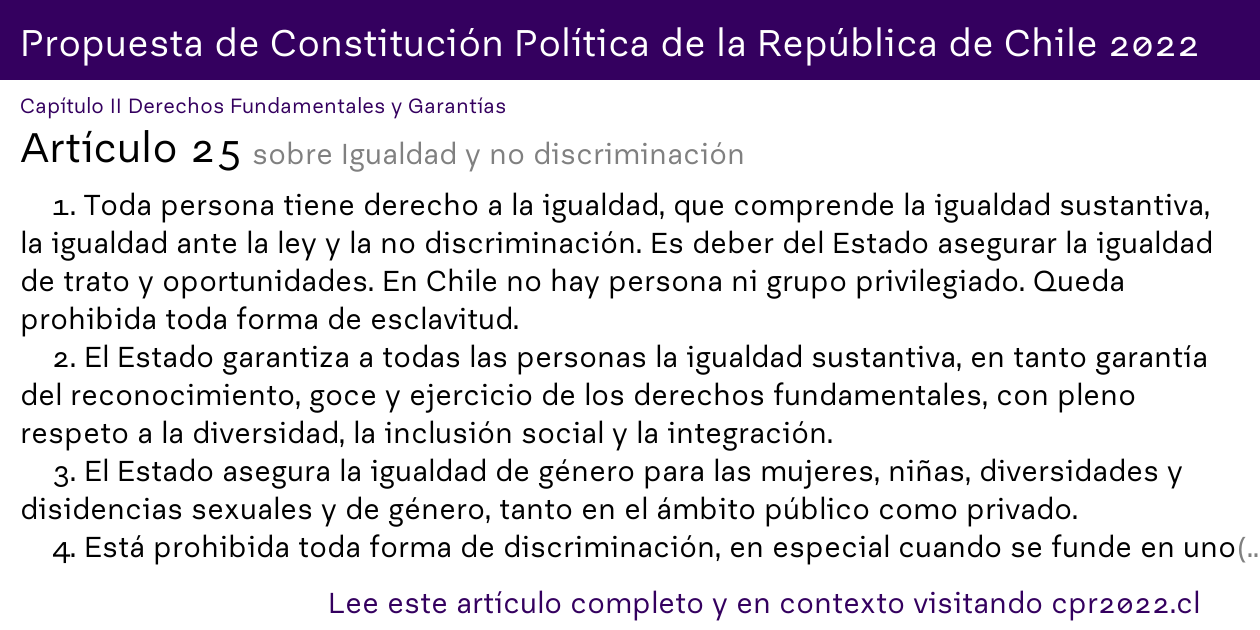 Propuesta de Constitución Política de la República de Chile 2022
Capítulo II Derechos Fundamentales y Garantías
Artículo 25 sobre Igualdad y no discriminación
1. Toda persona tiene derecho a la igualdad, que comprende la igualdad sustantiva,
la igualdad ante la ley y la no discriminación. Es deber del Estado asegurar la igualdad
de trato y oportunidades. En Chile no hay persona ni grupo privilegiado. Queda
prohibida toda forma de esclavitud.
2. El Estado garantiza a todas las personas la igualdad sustantiva, en tanto garantía
del reconocimiento, goce y ejercicio de los derechos fundamentales, con pleno
respeto a la diversidad, la inclusión social y la integración.
3. El Estado asegura la igualdad de género para las mujeres, niñas, diversidades y
disidencias sexuales y de género, tanto en el ámbito público como privado.
4. Está prohibida toda forma de discriminación, en especial cuando se funde en uno(..
Lee este artículo completo y en contexto visitando cpr2022.cl